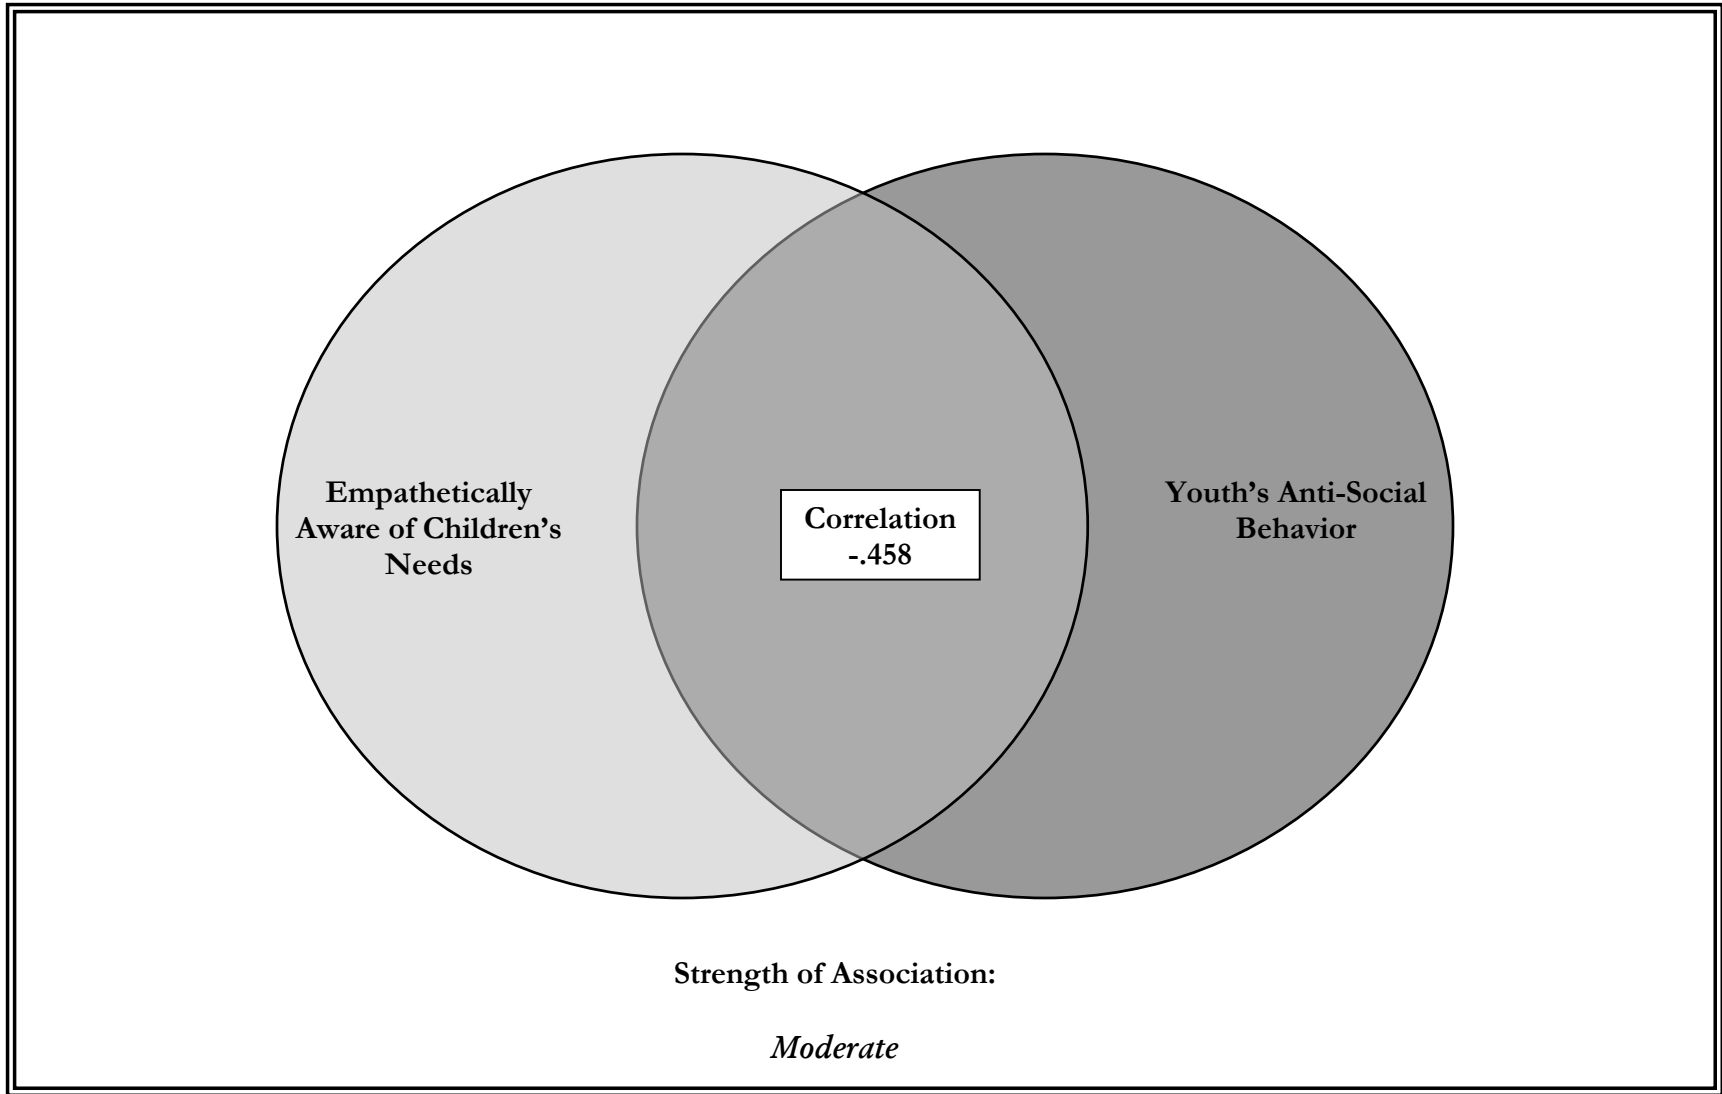 Empathetically
Aware of Children’s
Needs
Correlation
-.458
Youth’s Anti-Social
Behavior
Strength of Association:
Moderate